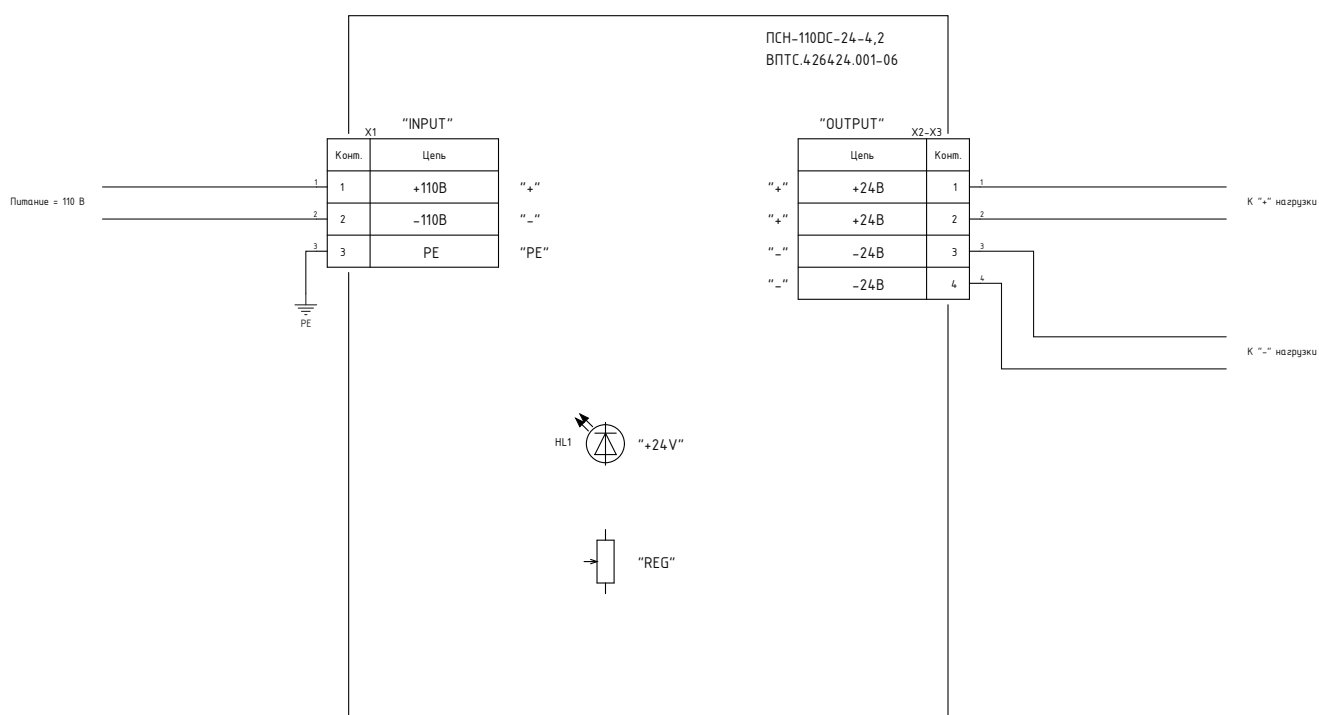 ПСН-110DC-24-4,2
ВПТС.426424.001-06
"INPUT"
X1
Конт. Цепь
1 1 +110В "+"
2 2 -110В "-"
3 3 PE "PE"
Питание = 110 В
PE
"OUTPUT"
X2-X3
Цепь Конт.
"+" +24В 1 1
"+" +24В 2 2
"-" -24В 3 3
"-" -24В 4 4
К "+" нагрузки
К "-" нагрузки
HL1 "+24V"
"REG"